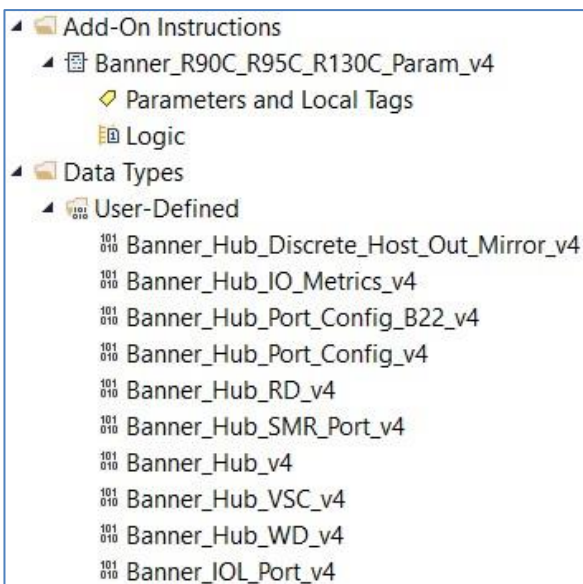 Add-On Instructions
Banner_R90C_R95C_R130C_Param_v4
Parameters and Local Tags
Logic
Data Types
User-Defined
Banner_Hub_Discrete_Host_Out_Mirror_v4
Banner_Hub_IO_Metrics_v4
Banner_Hub_Port_Config_B22_v4
Banner_Hub_Port_Config_v4
Banner_Hub_RD_v4
Banner_Hub_SMR_Port_v4
Banner_Hub_v4
Banner_Hub_VSC_v4
Banner_Hub_WD_v4
Banner_IOL_Port_v4